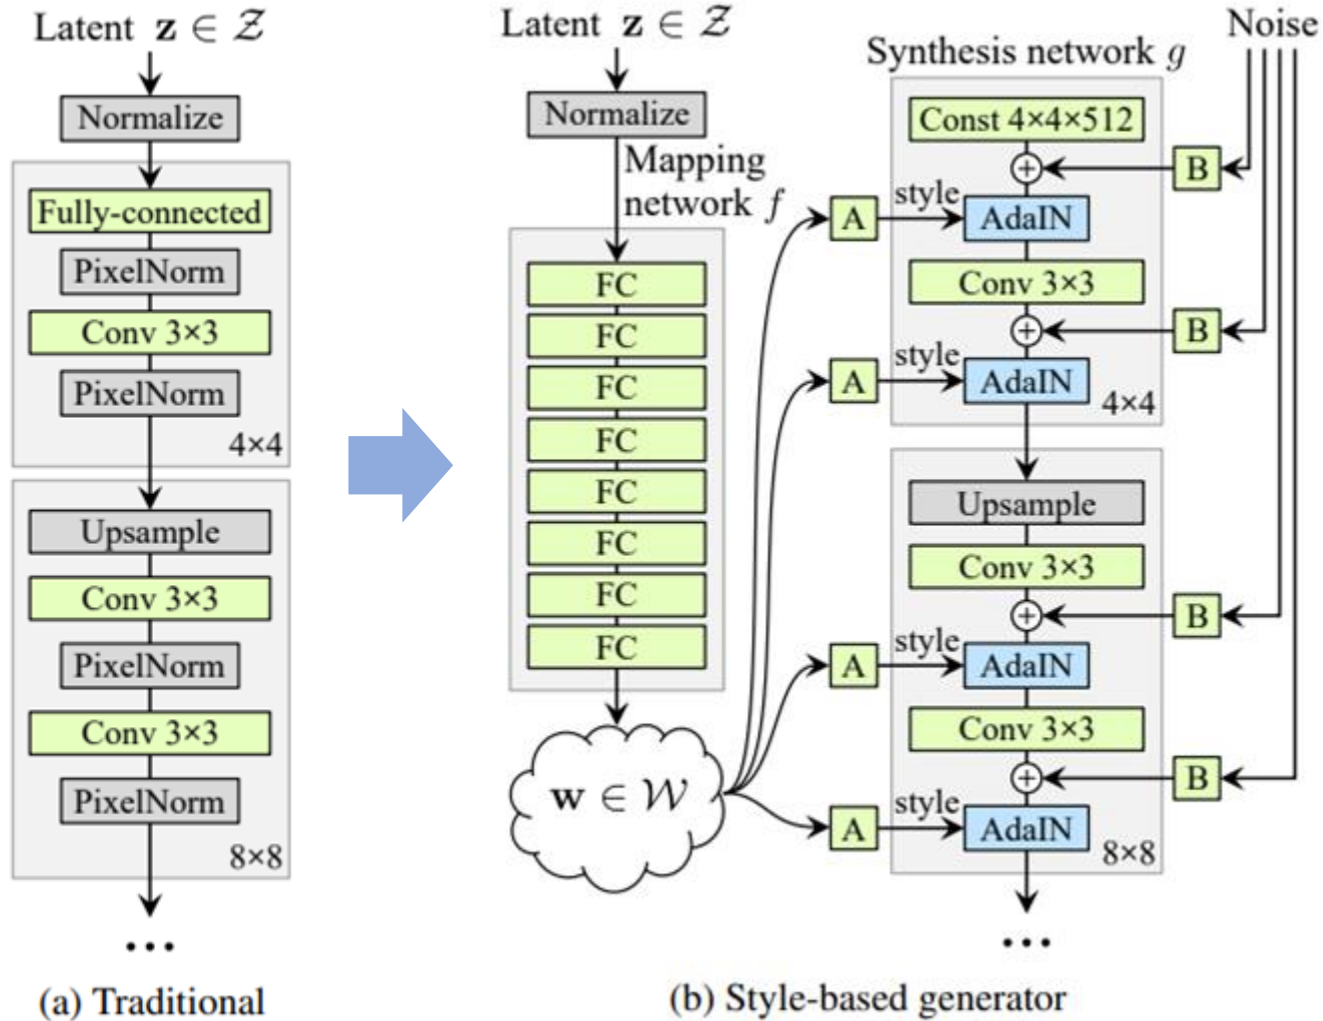 Latent z ∈ 𝒵
Normalize
Fully-connected
PixelNorm
Conv 3×3
PixelNorm
4×4
Upsample
Conv 3×3
PixelNorm
Conv 3×3
PixelNorm
8×8
...
(a) Traditional
Latent z ∈ 𝒵
Normalize
Mapping
network f
FC
FC
FC
FC
FC
FC
FC
FC
w ∈ 𝒲
A
style
A
style
A
style
A
style
Synthesis network g
Const 4×4×512
+
AdaIN
Conv 3×3
+
AdaIN
4×4
Upsample
Conv 3×3
+
AdaIN
Conv 3×3
+
AdaIN
8×8
...
Noise
B
B
B
B
(b) Style-based generator